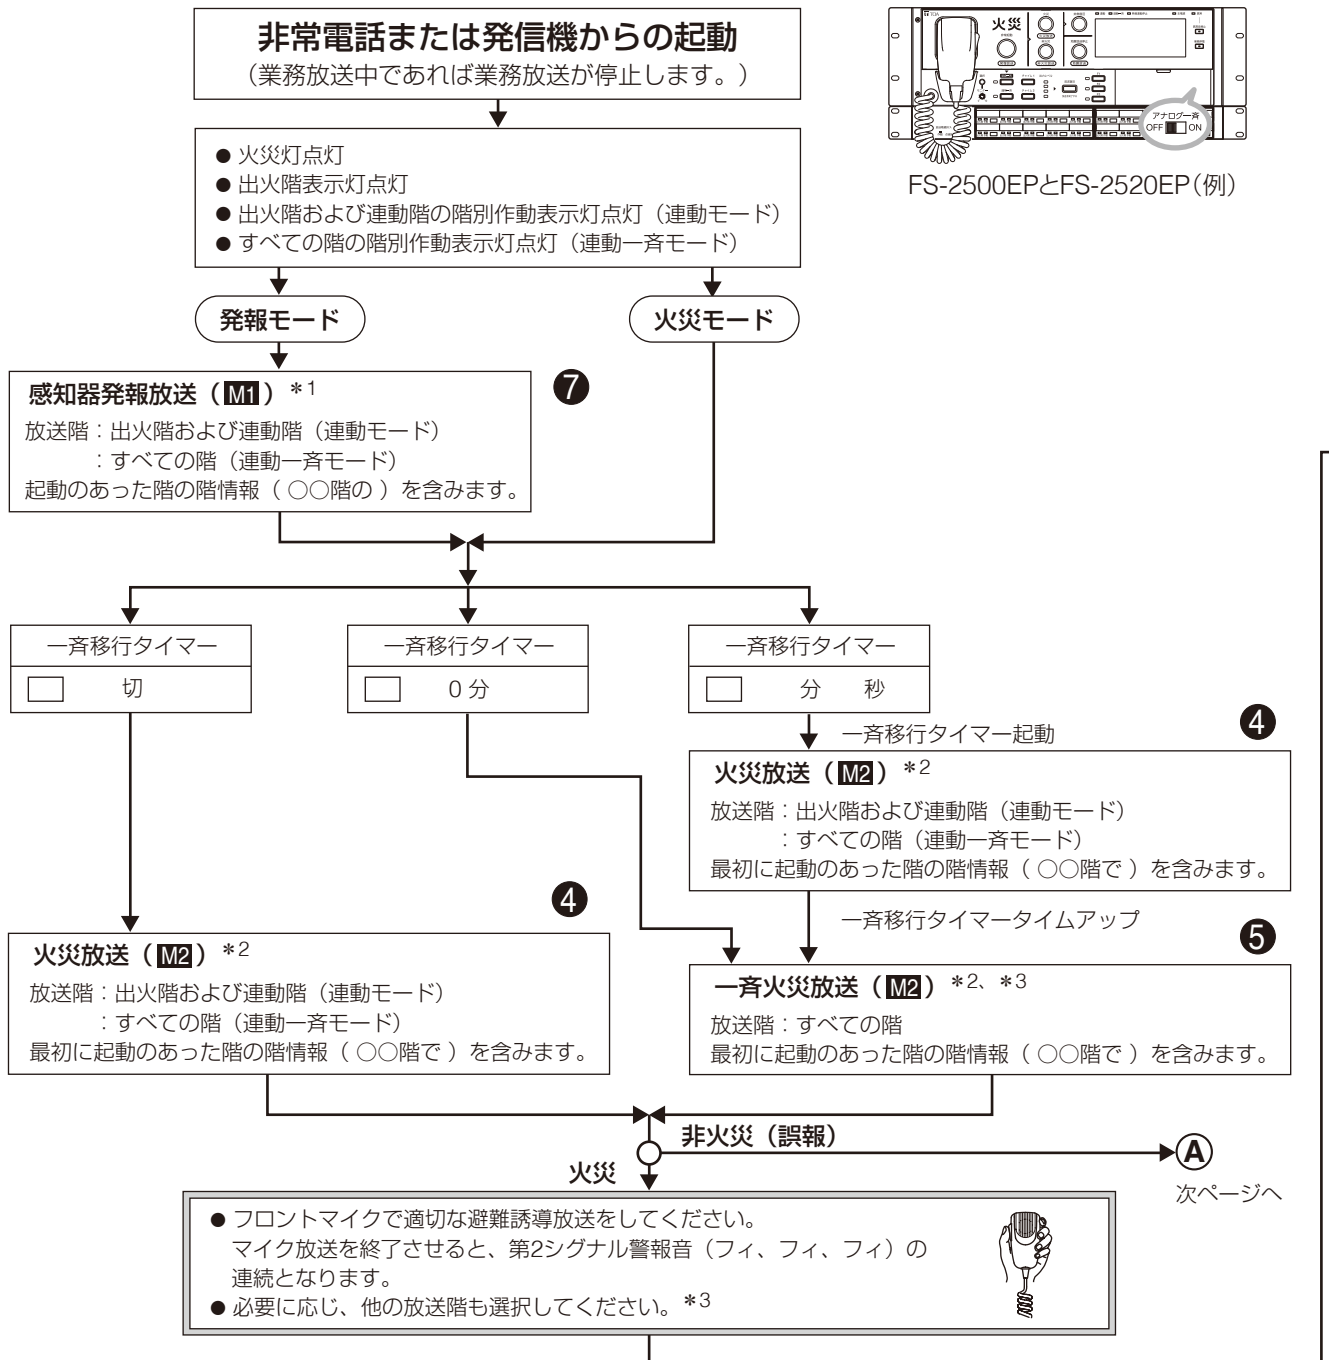 非常電話または発信機からの起動
（業務放送中であれば業務放送が停止します。）
TOA
火災
アナログ一斉
OFF ON
FS-2500EPとFS-2520EP（例）
● 火災灯点灯
● 出火階表示灯点灯
● 出火階および連動階の階別作動表示灯点灯（連動モード）
● すべての階の階別作動表示灯点灯（連動一斉モード）
発報モード
火災モード
感知器発報放送（M1）＊1
❼
放送階：出火階および連動階（連動モード）
：すべての階（連動一斉モード）
起動のあった階の階情報（ ○○階の ）を含みます。
一斉移行タイマー
切
一斉移行タイマー
0 分
一斉移行タイマー
分 秒
一斉移行タイマー起動
❹
火災放送（M2）＊2
放送階：出火階および連動階（連動モード）
：すべての階（連動一斉モード）
最初に起動のあった階の階情報（ ○○階で ）を含みます。
一斉移行タイマータイムアップ
❹
火災放送（M2）＊2
放送階：出火階および連動階（連動モード）
：すべての階（連動一斉モード）
最初に起動のあった階の階情報（ ○○階で ）を含みます。
❺
一斉火災放送（M2）＊2、＊3
放送階：すべての階
最初に起動のあった階の階情報（ ○○階で ）を含みます。
非火災（誤報）
Ⓐ
次ページへ
火災
● フロントマイクで適切な避難誘導放送をしてください。
マイク放送を終了させると、第2シグナル警報音（フィ、フィ、フィ）の
連続となります。
● 必要に応じ、他の放送階も選択してください。＊3